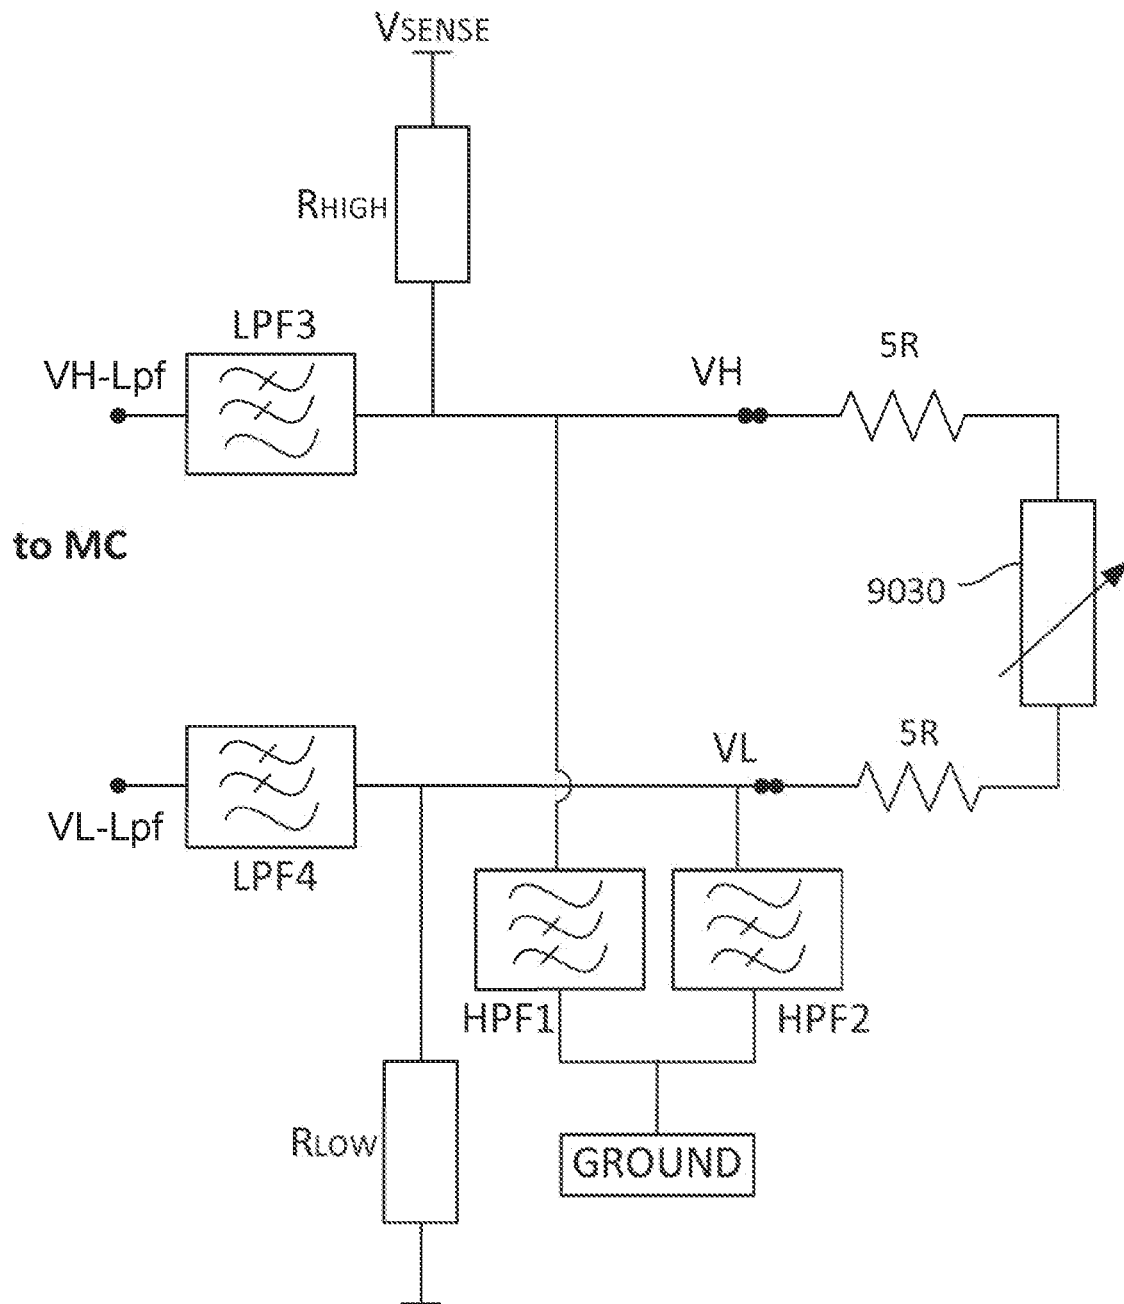 VSENSE
RHIGH
LPF3
VH-Lpf
VH
5R
to MC
9030
VL
5R
VL-Lpf
LPF4
HPF1
HPF2
RLOW
GROUND